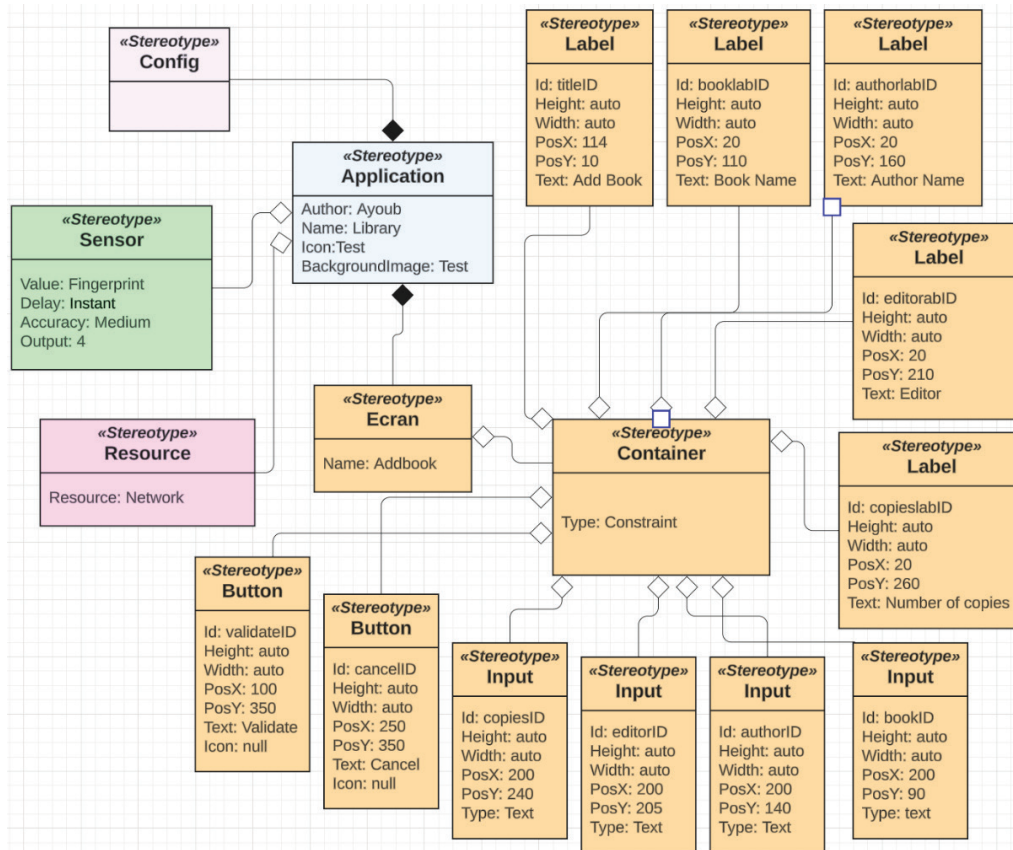 «Stereotype»
Config
«Stereotype»
Application
Author: Ayoub
Name: Library
Icon:Test
BackgroundImage: Test
«Stereotype»
Sensor
Value: Fingerprint
Delay: Instant
Accuracy: Medium
Output: 4
«Stereotype»
Resource
Resource: Network
«Stereotype»
Ecran
Name: Addbook
«Stereotype»
Label
Id: titleID
Height: auto
Width: auto
PosX: 114
PosY: 10
Text: Add Book
«Stereotype»
Label
Id: booklabID
Height: auto
Width: auto
PosX: 20
PosY: 110
Text: Book Name
«Stereotype»
Label
Id: authorlabID
Height: auto
Width: auto
PosX: 20
PosY: 160
Text: Author Name
«Stereotype»
Label
Id: editorabID
Height: auto
Width: auto
PosX: 20
PosY: 210
Text: Editor
«Stereotype»
Container
Type: Constraint
«Stereotype»
Label
Id: copieslabID
Height: auto
Width: auto
PosX: 20
PosY: 260
Text: Number of copies
«Stereotype»
Button
Id: validateID
Height: auto
Width: auto
PosX: 100
PosY: 350
Text: Validate
Icon: null
«Stereotype»
Button
Id: cancelID
Height: auto
Width: auto
PosX: 250
PosY: 350
Text: Cancel
Icon: null
«Stereotype»
Input
Id: copiesID
Height: auto
Width: auto
PosX: 200
PosY: 240
Type: Text
«Stereotype»
Input
Id: editorID
Height: auto
Width: auto
PosX: 200
PosY: 205
Type: Text
«Stereotype»
Input
Id: authorID
Height: auto
Width: auto
PosX: 200
PosY: 140
Type: Text
«Stereotype»
Input
Id: bookID
Height: auto
Width: auto
PosX: 200
PosY: 90
Type: text